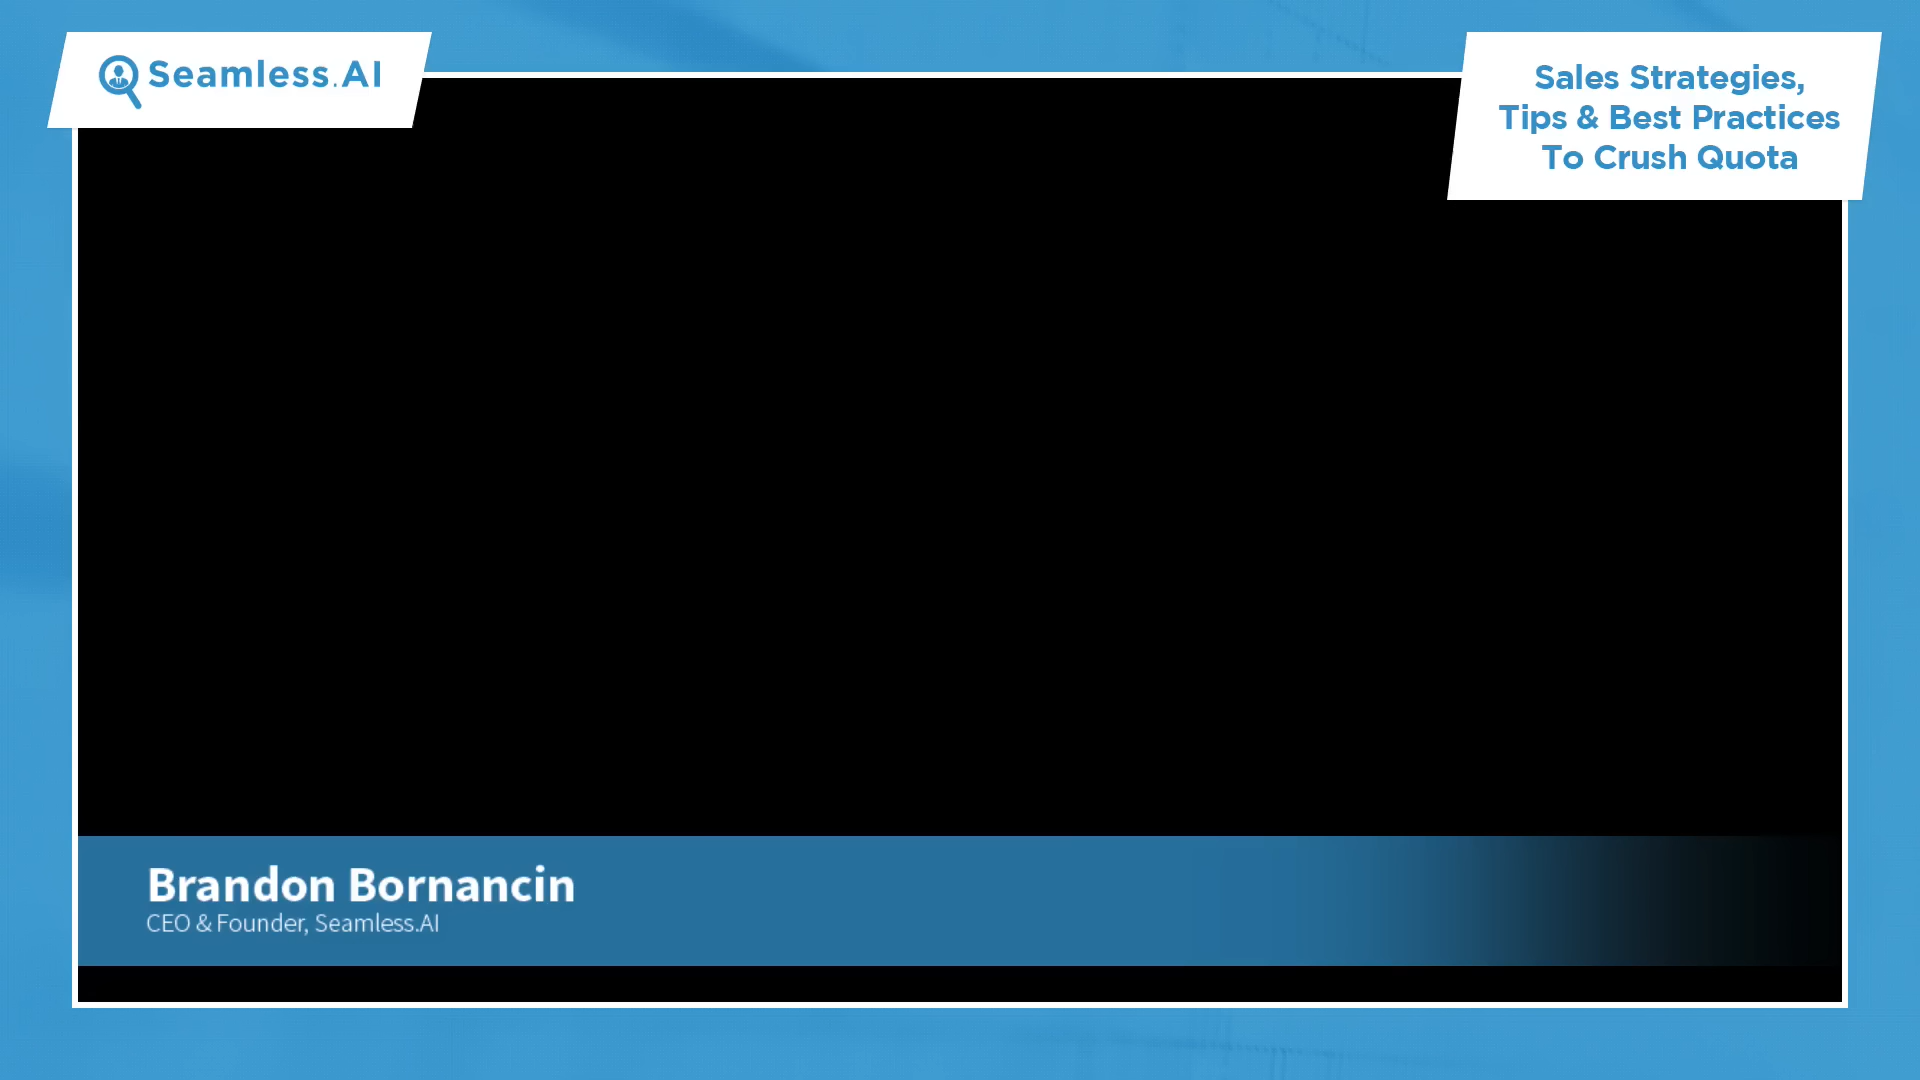 Seamless.AI
Sales Strategies,
Tips & Best Practices
To Crush Quota
Brandon Bornancin
CEO & Founder, Seamless.AI